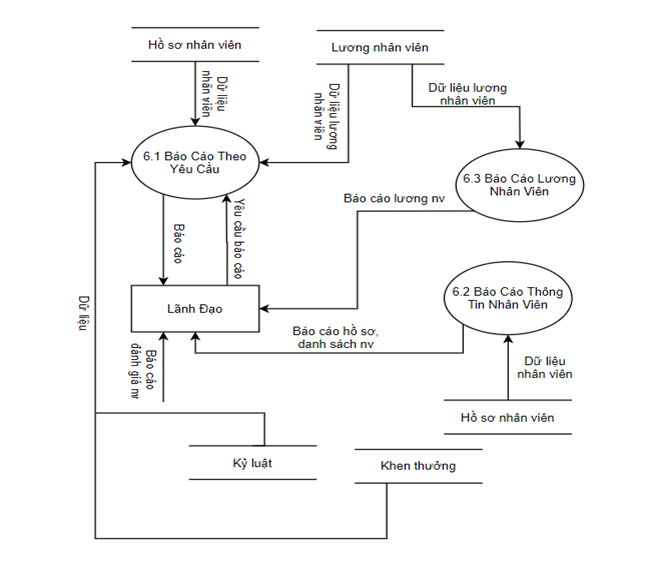 Hồ sơ nhân viên
Lương nhân viên
Dữ liệu
nhân viên
Dữ liệu lương
nhân viên
Dữ liệu lương
nhân viên
6.1 Báo Cáo Theo
Yêu Cầu
6.3 Báo Cáo Lương
Nhân Viên
Báo cáo
Yêu cầu báo cáo
Báo cáo lương nv
Dữ liệu
Lãnh Đạo
6.2 Báo Cáo Thông
Tin Nhân Viên
Báo cáo hồ sơ,
danh sách nv
Báo cáo
đánh giá nv
Dữ liệu
nhân viên
Hồ sơ nhân viên
Kỷ luật
Khen thưởng